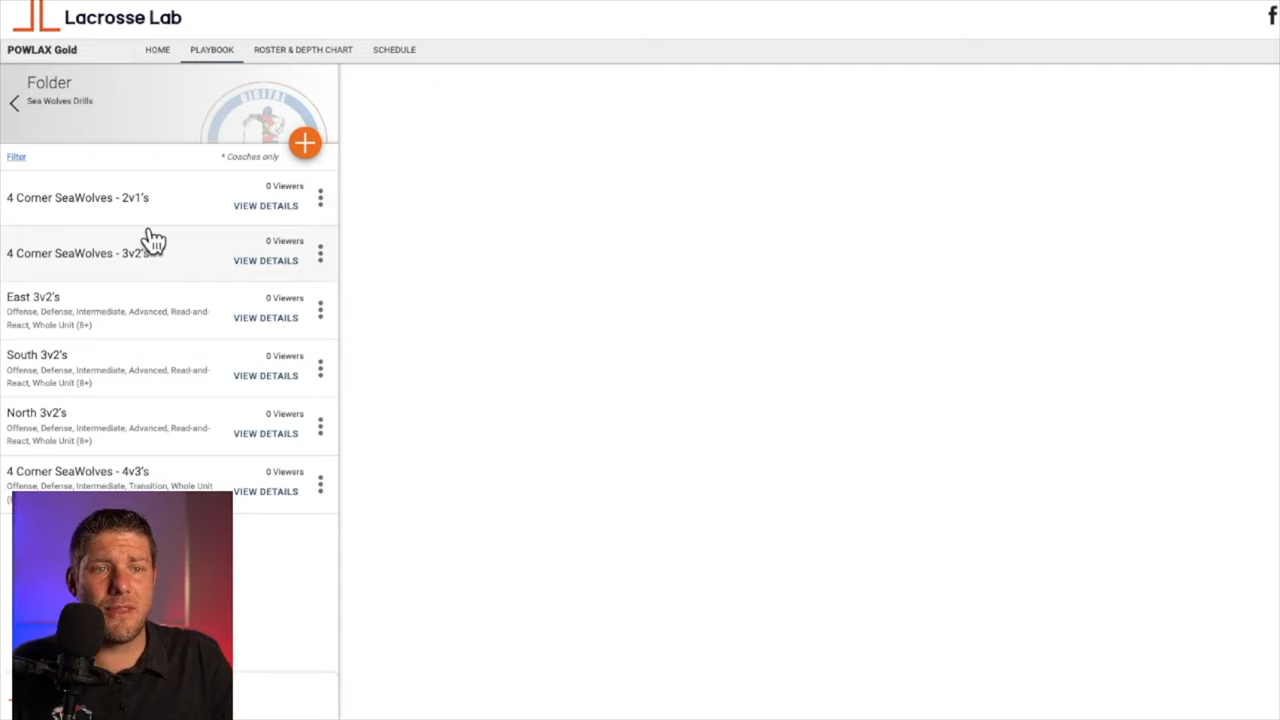 Lacrosse Lab
f
POWLAX Gold HOME PLAYBOOK ROSTER & DEPTH CHART SCHEDULE
Folder
Sea Wolves Drills
DIGITAL
Filter * Coaches only
4 Corner SeaWolves - 2v1's 0 Viewers
VIEW DETAILS
4 Corner SeaWolves - 3v2's 0 Viewers
VIEW DETAILS
East 3v2's 0 Viewers
Offense, Defense, Intermediate, Advanced, Read-and-
React, Whole Unit (8+) VIEW DETAILS
South 3v2's 0 Viewers
Offense, Defense, Intermediate, Advanced, Read-and-
React, Whole Unit (8+) VIEW DETAILS
North 3v2's 0 Viewers
Offense, Defense, Intermediate, Advanced, Read-and-
React, Whole Unit (8+) VIEW DETAILS
4 Corner SeaWolves - 4v3's 0 Viewers
Offense, Defense, Intermediate, Transition, Whole Unit
VIEW DETAILS